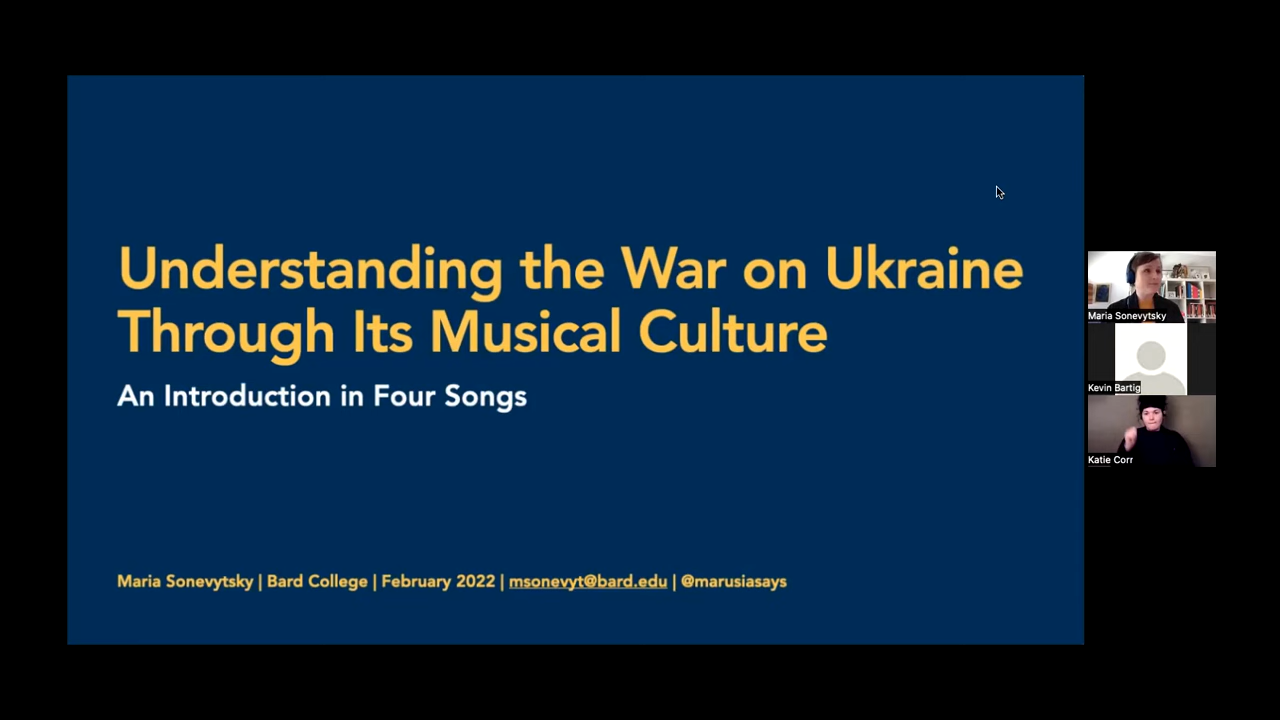 Understanding the War on Ukraine
Through Its Musical Culture
An Introduction in Four Songs
Maria Sonevytsky | Bard College | February 2022 | msonevyt@bard.edu | @marusiasays
Maria Sonevytsky
Kevin Bartig
Katie Corr